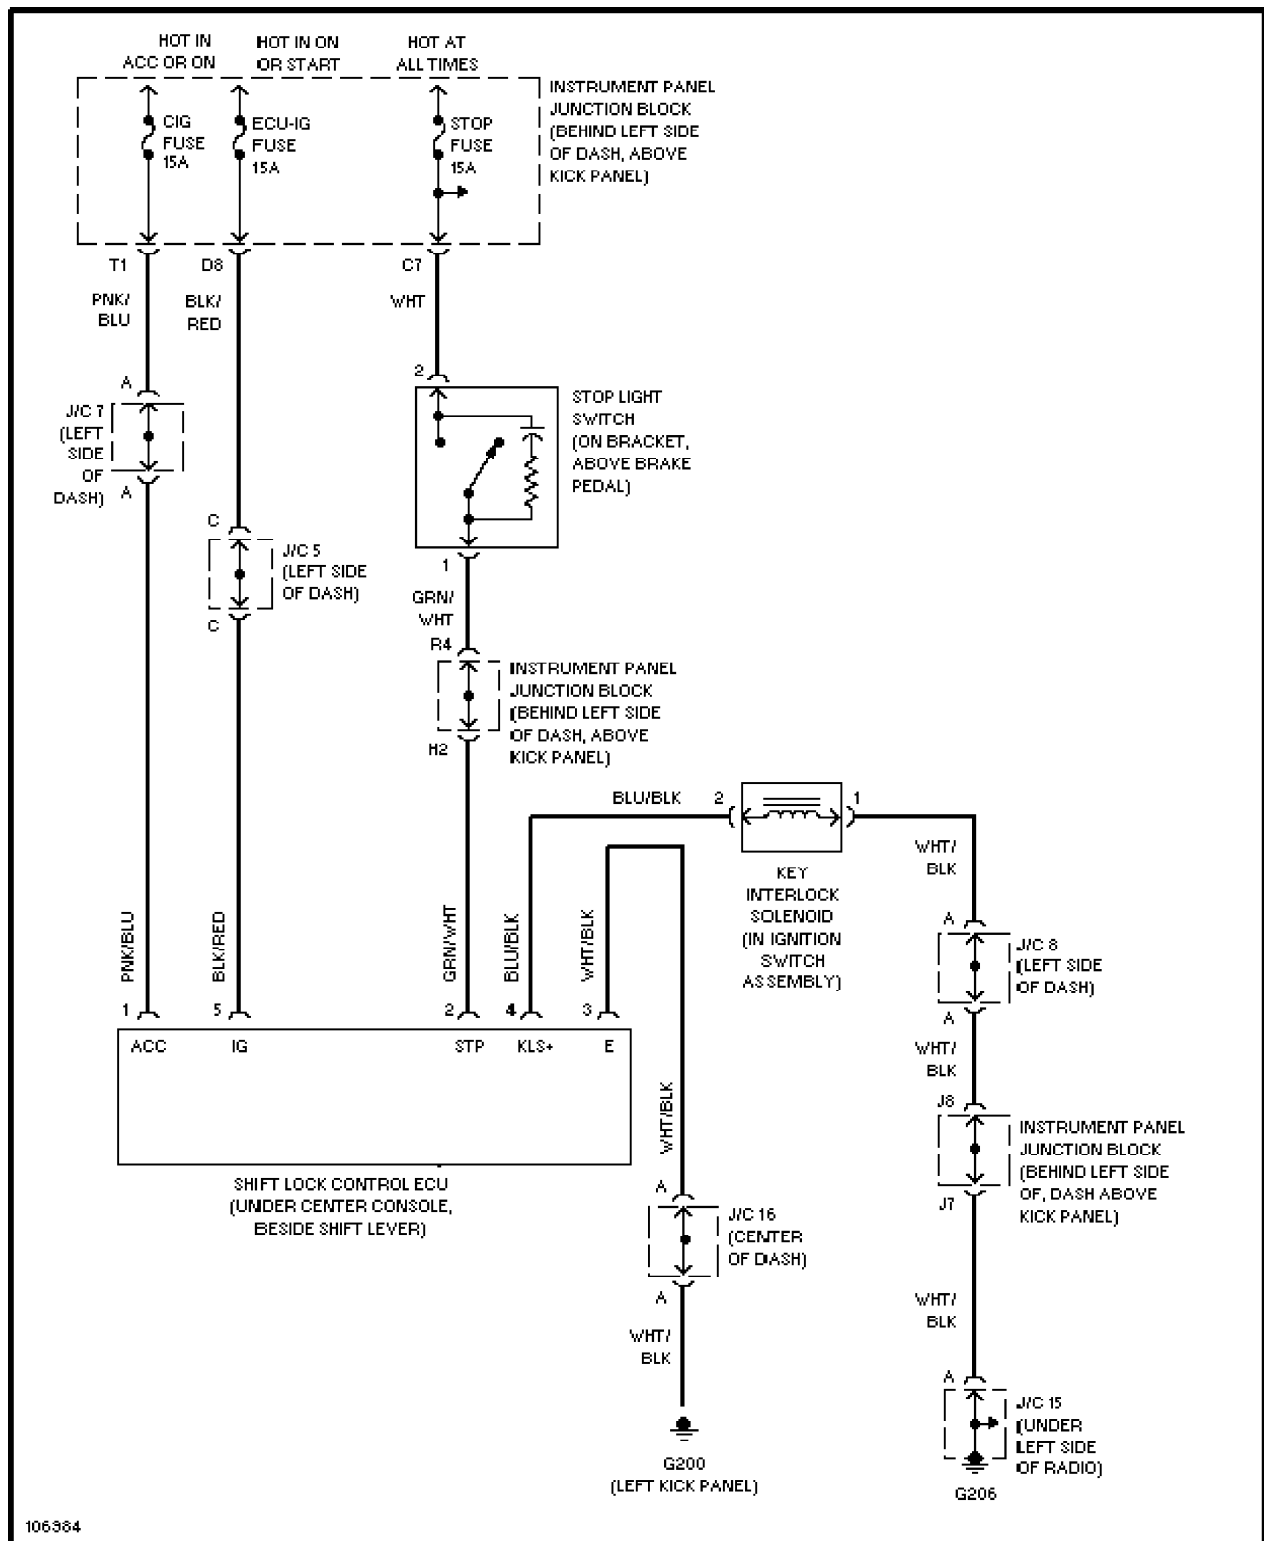 HOT IN
ACC OR ON
HOT IN ON
OR START
HOT AT
ALL TIMES
INSTRUMENT PANEL
JUNCTION BLOCK
(BEHIND LEFT SIDE
OF DASH, ABOVE
KICK PANEL)
CIG
FUSE
15A
ECU-IG
FUSE
15A
STOP
FUSE
15A
T1
D8
C7
PNK/
BLU
BLK/
RED
WHT
A
2
J/C 7
(LEFT
SIDE
OF
DASH)
A
STOP LIGHT
SWITCH
(ON BRACKET,
ABOVE BRAKE
PEDAL)
C
J/C 5
(LEFT SIDE
OF DASH)
C
1
GRN/
WHT
R4
INSTRUMENT PANEL
JUNCTION BLOCK
(BEHIND LEFT SIDE
OF DASH, ABOVE
KICK PANEL)
H2
BLU/BLK
2
1
KEY
INTERLOCK
SOLENOID
(IN IGNITION
SWITCH
ASSEMBLY)
WHT/
BLK
PNK/BLU
BLK/RED
GRN/WHT
BLU/BLK
WHT/BLK
A
J/C 8
(LEFT SIDE
OF DASH)
A
1
5
2
4
3
ACC
IG
STP
KLS+
E
WHT/
BLK
WHT/BLK
J8
INSTRUMENT PANEL
JUNCTION BLOCK
(BEHIND LEFT SIDE
OF, DASH ABOVE
KICK PANEL)
J7
SHIFT LOCK CONTROL ECU
(UNDER CENTER CONSOLE,
BESIDE SHIFT LEVER)
A
J/C 16
(CENTER
OF DASH)
A
WHT/
BLK
WHT/
BLK
A
J/C 15
(UNDER
LEFT SIDE
OF RADIO)
G200
(LEFT KICK PANEL)
G206
106984